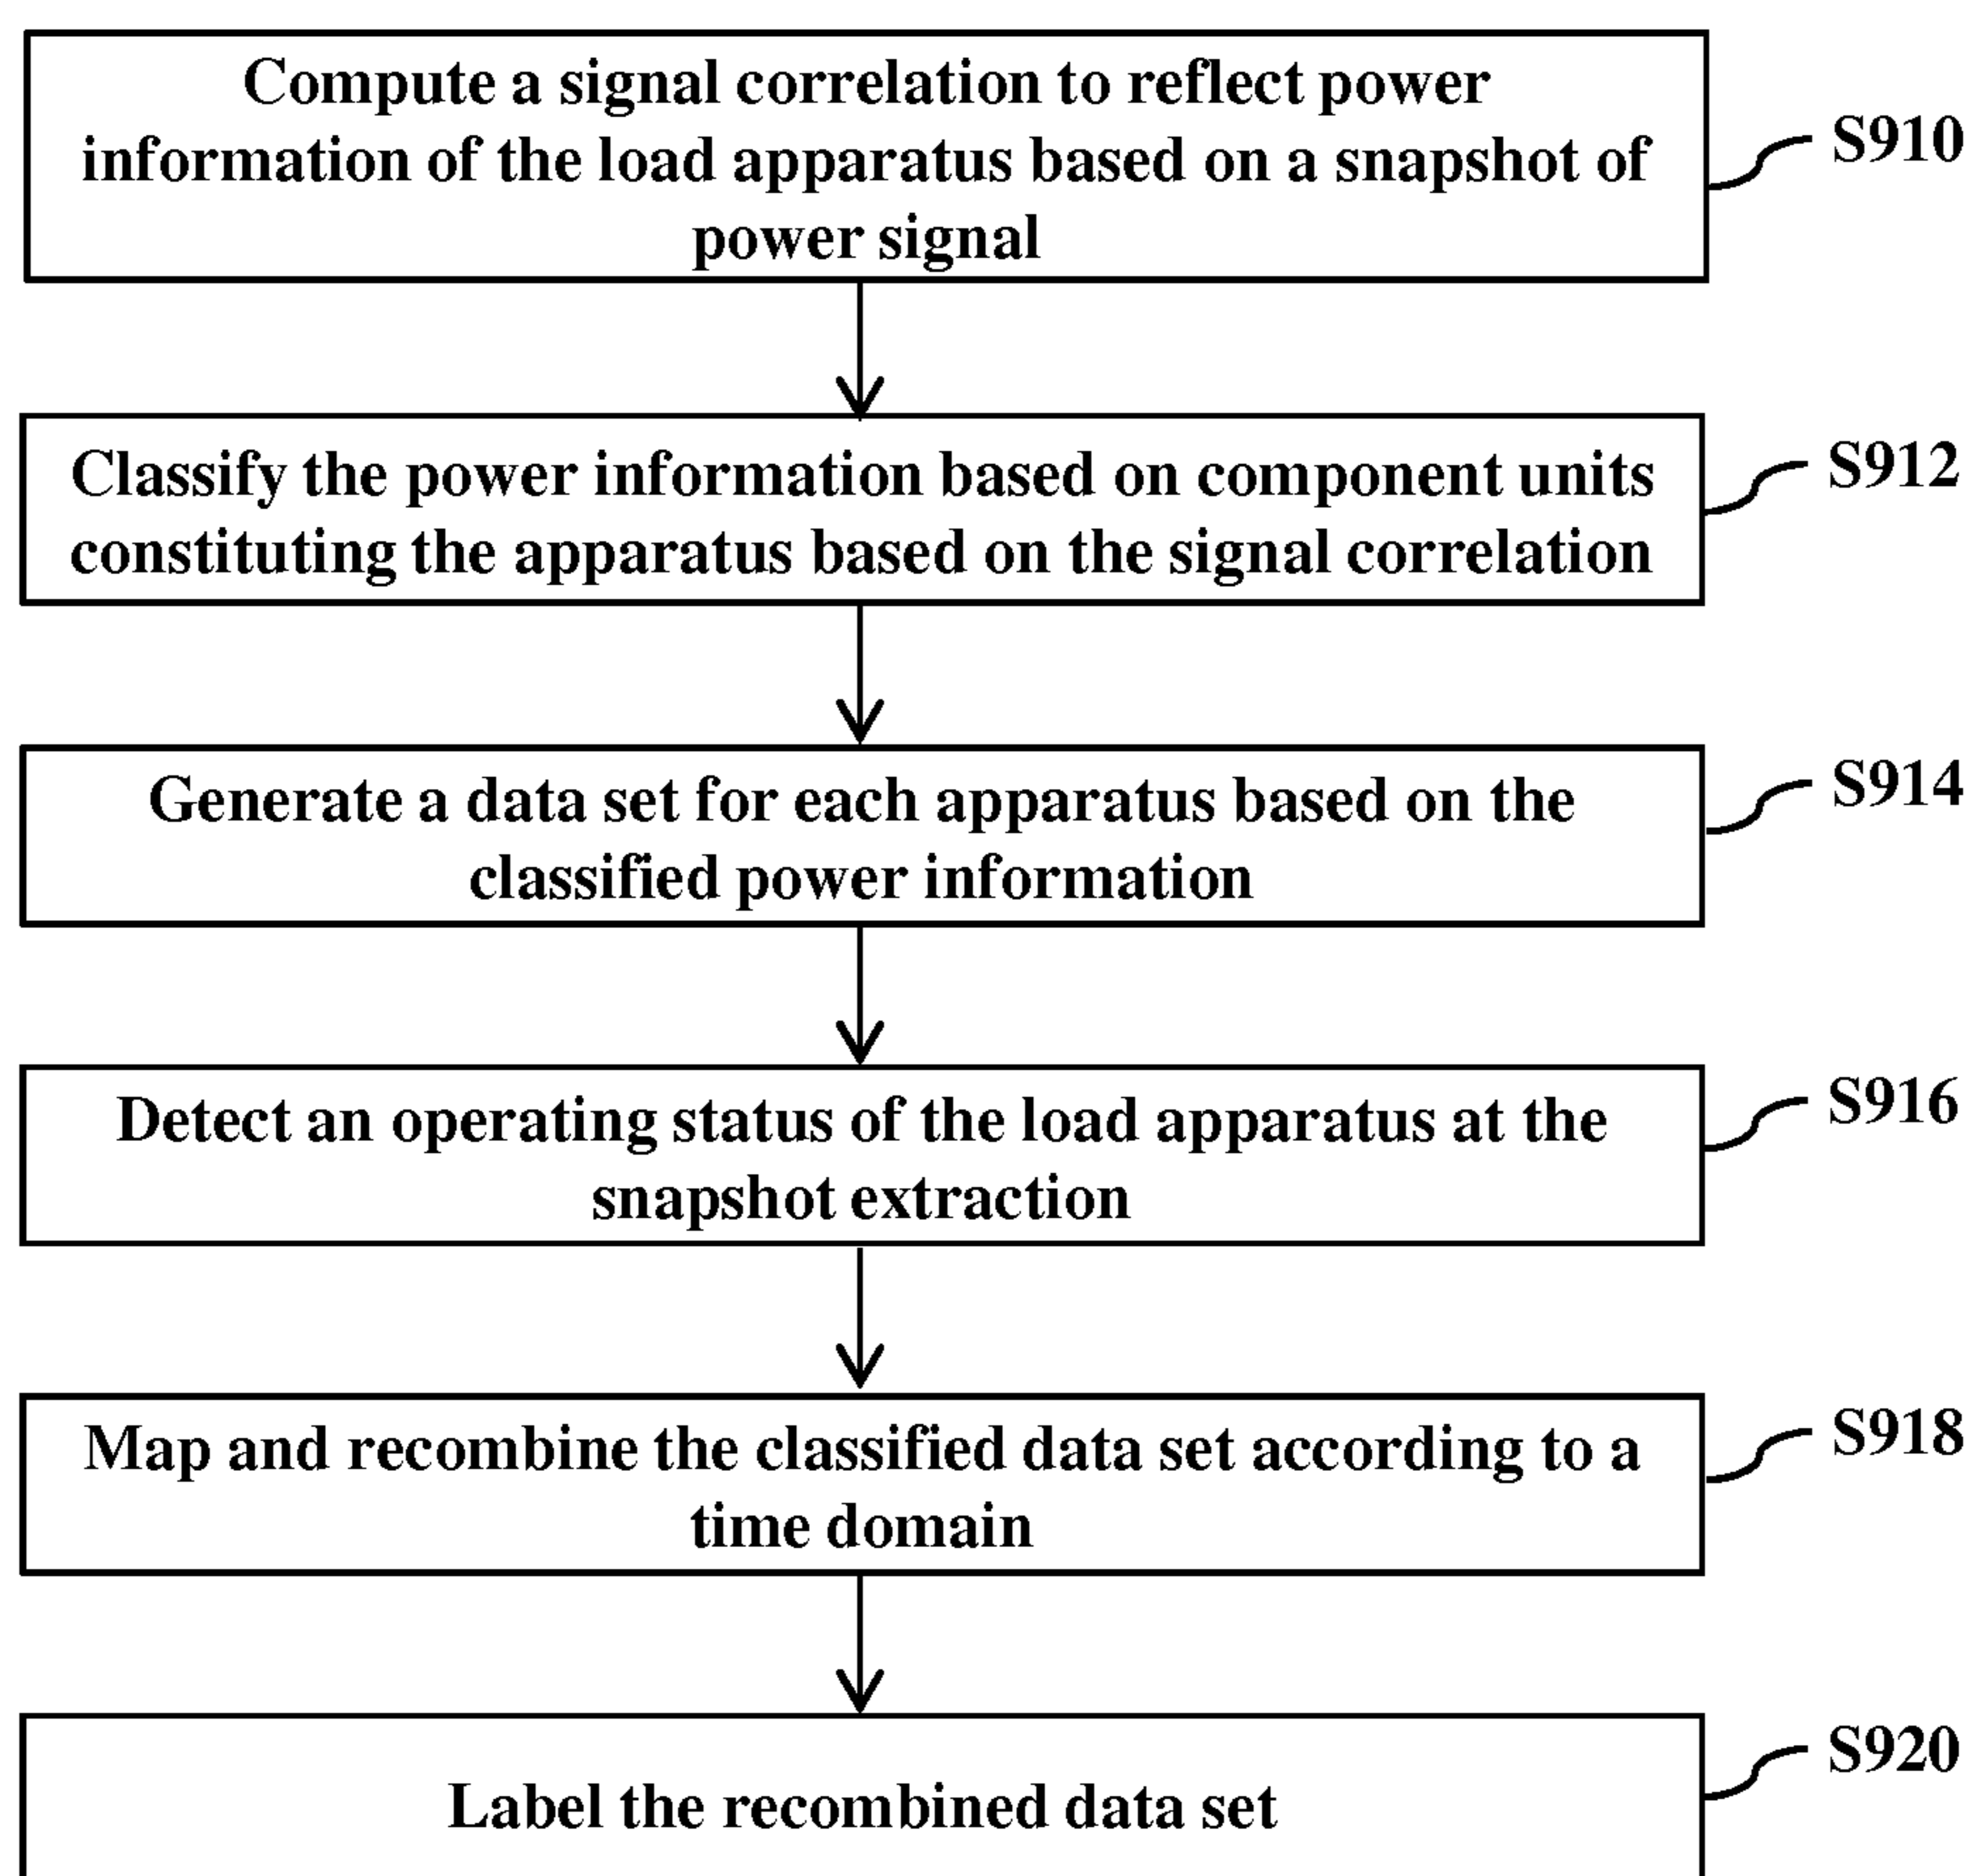 Compute a signal correlation to reflect power
information of the load apparatus based on a snapshot of
power signal
S910
Classify the power information based on component units
constituting the apparatus based on the signal correlation
S912
Generate a data set for each apparatus based on the
classified power information
S914
Detect an operating status of the load apparatus at the
snapshot extraction
S916
Map and recombine the classified data set according to a
time domain
S918
Label the recombined data set
S920